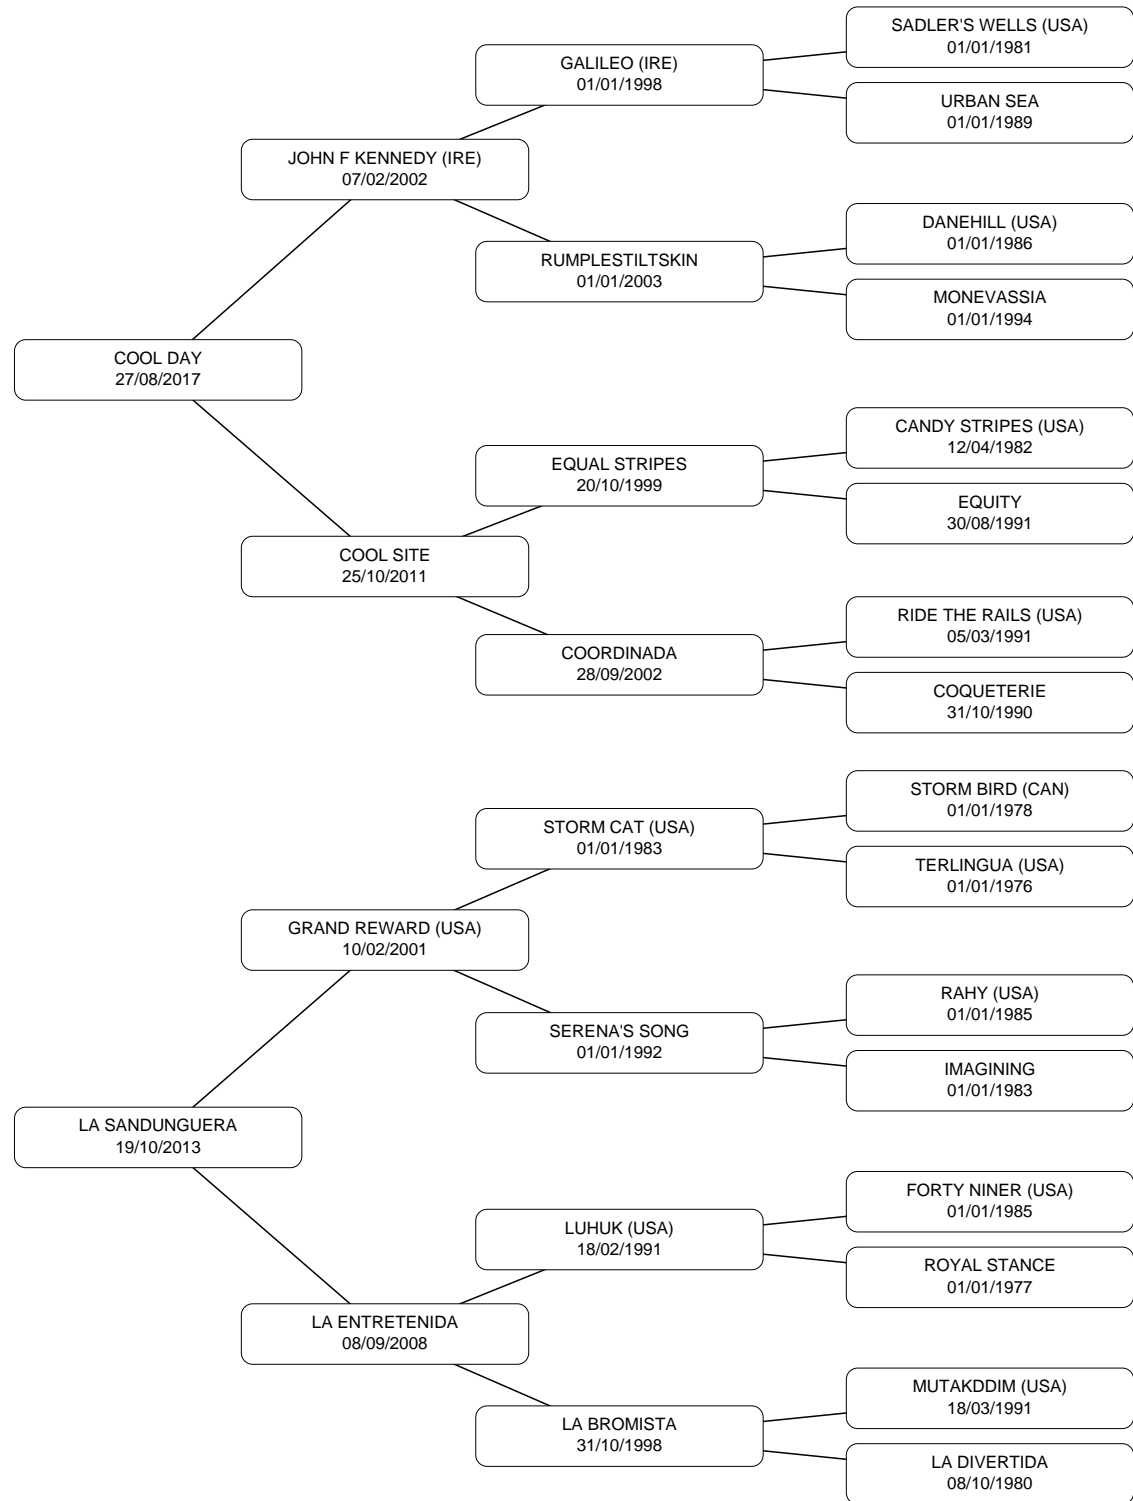 SADLER'S WELLS (USA)
01/01/1981
GALILEO (IRE)
01/01/1998
URBAN SEA
01/01/1989
JOHN F KENNEDY (IRE)
07/02/2002
DANEHILL (USA)
01/01/1986
RUMPLESTILTSKIN
01/01/2003
MONEVASSIA
01/01/1994
COOL DAY
27/08/2017
CANDY STRIPES (USA)
12/04/1982
EQUAL STRIPES
20/10/1999
EQUITY
30/08/1991
COOL SITE
25/10/2011
RIDE THE RAILS (USA)
05/03/1991
COORDINADA
28/09/2002
COQUETERIE
31/10/1990
STORM BIRD (CAN)
01/01/1978
STORM CAT (USA)
01/01/1983
TERLINGUA (USA)
01/01/1976
GRAND REWARD (USA)
10/02/2001
RAHY (USA)
01/01/1985
SERENA'S SONG
01/01/1992
IMAGINING
01/01/1983
LA SANDUNGUERA
19/10/2013
FORTY NINER (USA)
01/01/1985
LUHUK (USA)
18/02/1991
ROYAL STANCE
01/01/1977
LA ENTRETENIDA
08/09/2008
MUTAKDDIM (USA)
18/03/1991
LA BROMISTA
31/10/1998
LA DIVERTIDA
08/10/1980